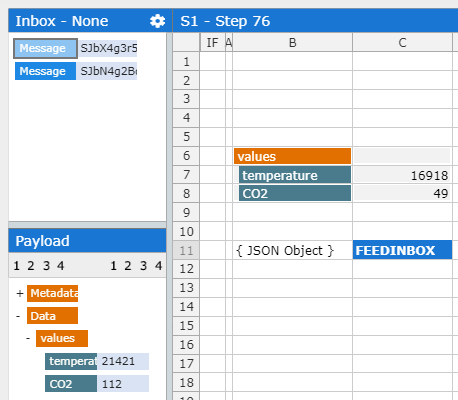 Inbox - None
Message SJbX4g3r5
Message SJbN4g2B
Payload
1 2 3 4 1 2 3 4
+ Metadata
- Data
- values
temperat 21421
CO2 112
S1 - Step 76
IF A B C
1
2
3
4
5
6 values
7 temperature 16918
8 CO2 49
9
10
11 { JSON Object } FEEDINBOX
12
13
14
15
16
17
18